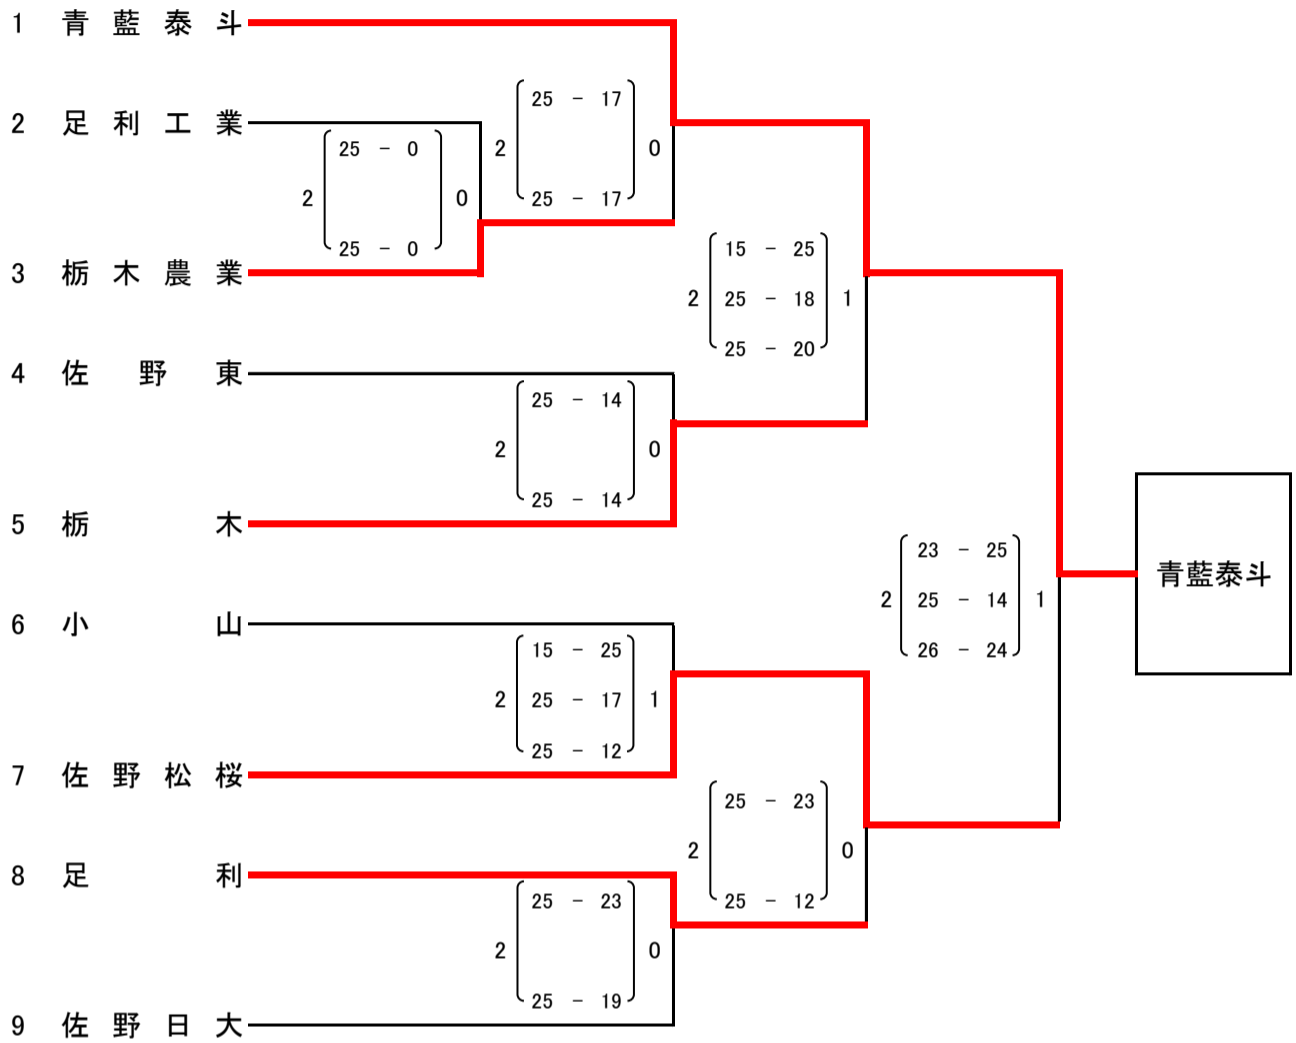 1 青藍泰斗
25 - 17
2 0
25 - 17
2 足利工業
25 - 0
2 0
25 - 0
3 栃木農業
15 - 25
2 25 - 18 1
25 - 20
4 佐野東
25 - 14
2 0
25 - 14
5 栃木
23 - 25
2 25 - 14 1
26 - 24
青藍泰斗
6 小山
15 - 25
2 25 - 17 1
25 - 12
7 佐野松桜
25 - 23
2 0
25 - 12
8 足利
25 - 23
2 0
25 - 19
9 佐野日大